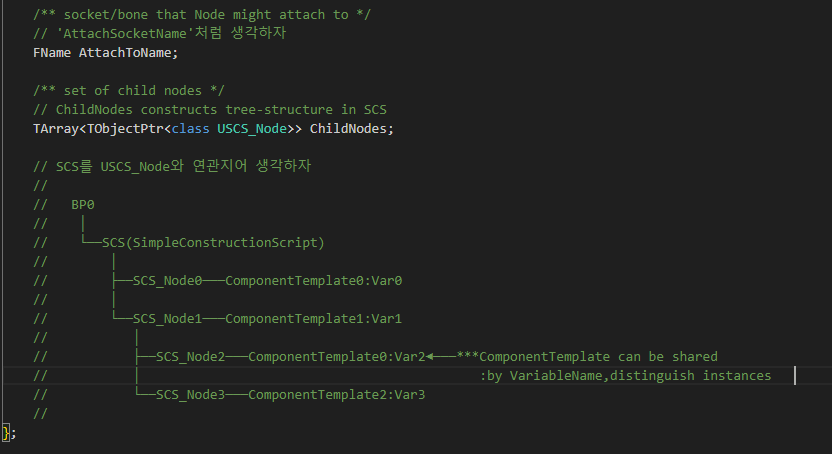 /** socket/bone that Node might attach to */
// 'AttachSocketName'처럼 생각하자
FName AttachToName;
/** set of child nodes */
// ChildNodes constructs tree-structure in SCS
TArray<TObjectPtr<class USCS_Node>> ChildNodes;
// SCS를 USCS_Node와 연관지어 생각하자
//
//   BP0
//    │
//    └──SCS(SimpleConstructionScript)
//        │
//        ├──SCS_Node0───ComponentTemplate0:Var0
//        │
//        └──SCS_Node1───ComponentTemplate1:Var1
//           │
//           ├──SCS_Node2───ComponentTemplate0:Var2◄───***ComponentTemplate can be shared
//           │                                            :by VariableName,distinguish instances
//           └──SCS_Node3───ComponentTemplate2:Var3
//
};